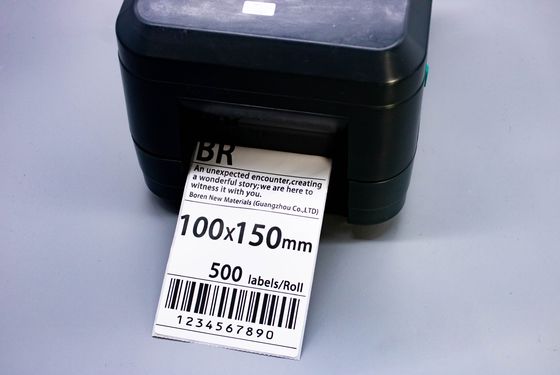 BR
An unexpected encounter,creating
a wonderful story;we are here to
witness it with you.
Boren New Materials (Guangzhou Co.,LTD)
100x150mm
500 labels/Roll
1234567890